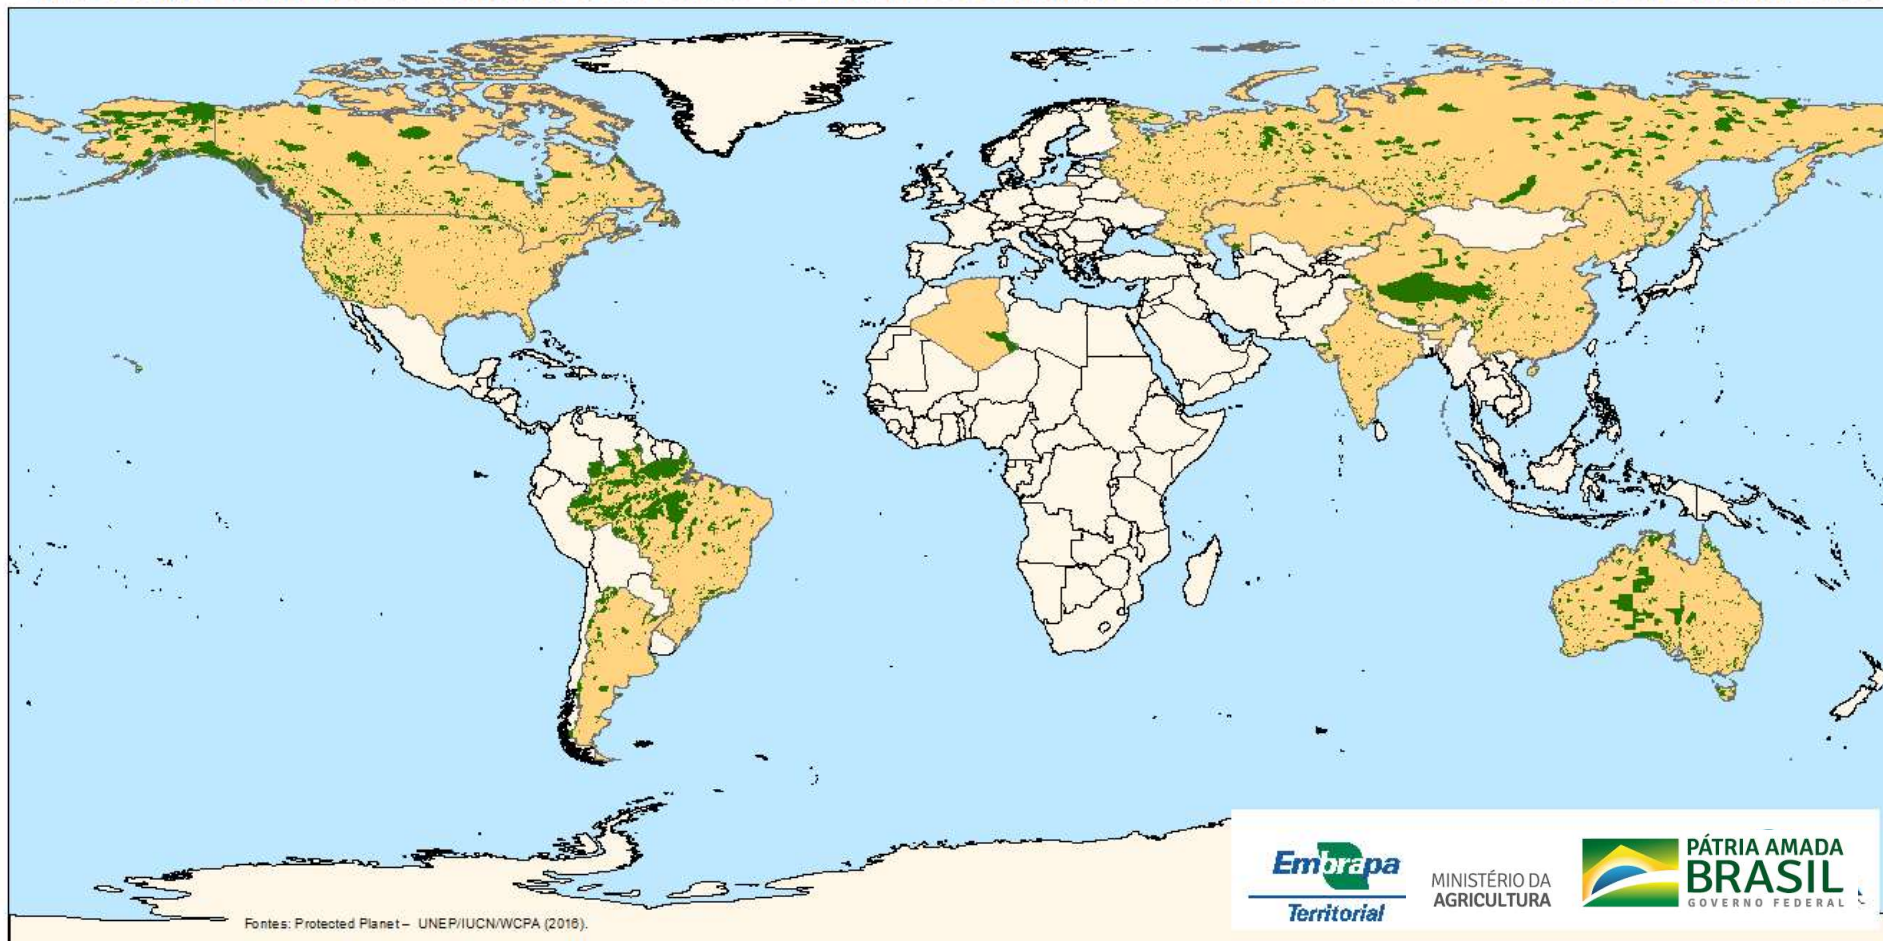 Fontes: Protected Planet – UNEP/IUCN/WCPA (2016).
Embrapa
Territorial
MINISTÉRIO DA
AGRICULTURA
PÁTRIA AMADA
BRASIL
GOVERNO FEDERAL